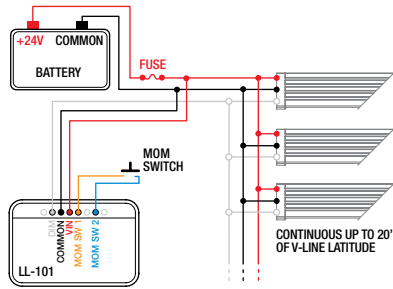 +24V COMMON
BATTERY
FUSE
MOM
SWITCH
DIM
COMMON
VIN
MOM SW 1
MOM SW 2
LL-101
CONTINUOUS UP TO 20'
OF V-LINE LATITUDE